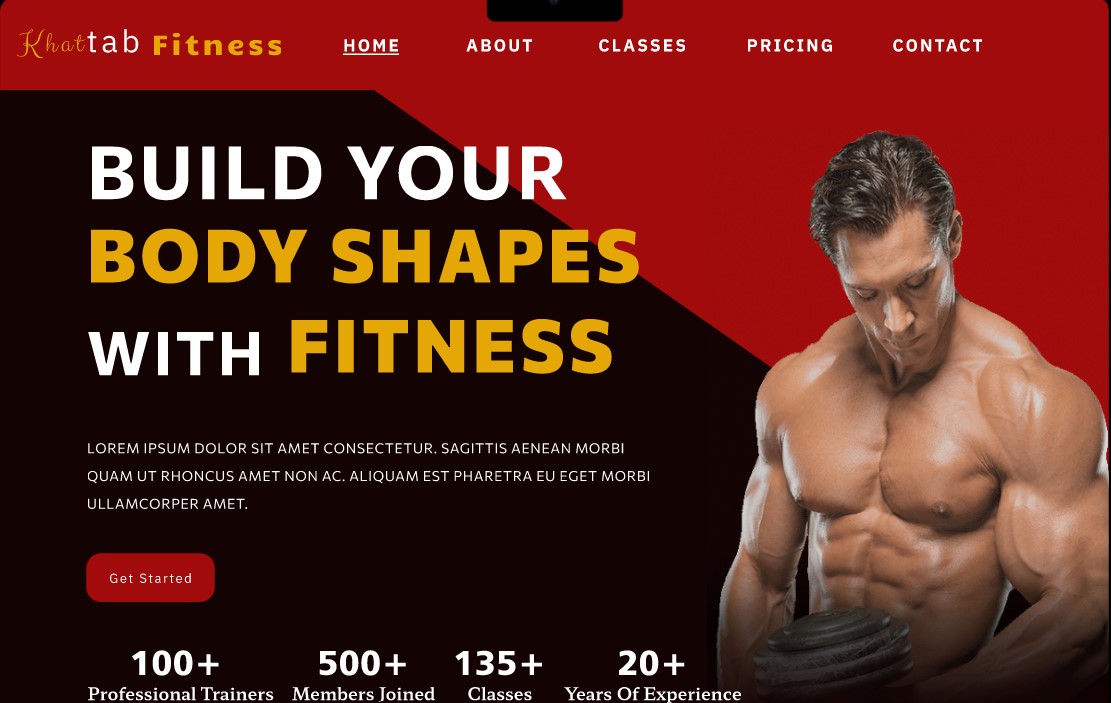 Khattab Fitness
HOME ABOUT CLASSES PRICING CONTACT
BUILD YOUR
BODY SHAPES
WITH FITNESS
LOREM IPSUM DOLOR SIT AMET CONSECTETUR. SAGITTIS AENEAN MORBI
QUAM UT RHONCUS AMET NON AC. ALIQUAM EST PHARETRA EU EGET MORBI
ULLAMCORPER AMET.
Get Started
100+ 500+ 135+ 20+
Professional Trainers Members Joined Classes Years Of Experience